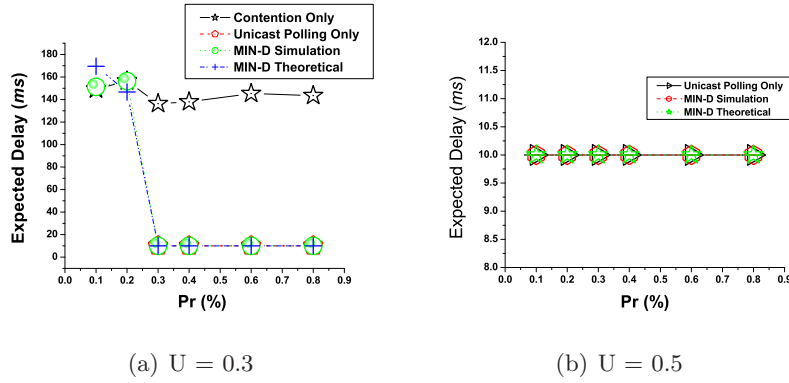 Contention Only
Unicast Polling Only
MIN-D Simulation
MIN-D Theoretical
Expected Delay (ms)
180
160
140
120
100
80
60
40
20
0
0.0 0.1 0.2 0.3 0.4 0.5 0.6 0.7 0.8 0.9
Pr (%)
(a) U = 0.3
Unicast Polling Only
MIN-D Simulation
MIN-D Theoretical
Expected Delay (ms)
12.0
11.5
11.0
10.5
10.0
9.5
9.0
8.5
8.0
0.0 0.1 0.2 0.3 0.4 0.5 0.6 0.7 0.8 0.9
Pr (%)
(b) U = 0.5